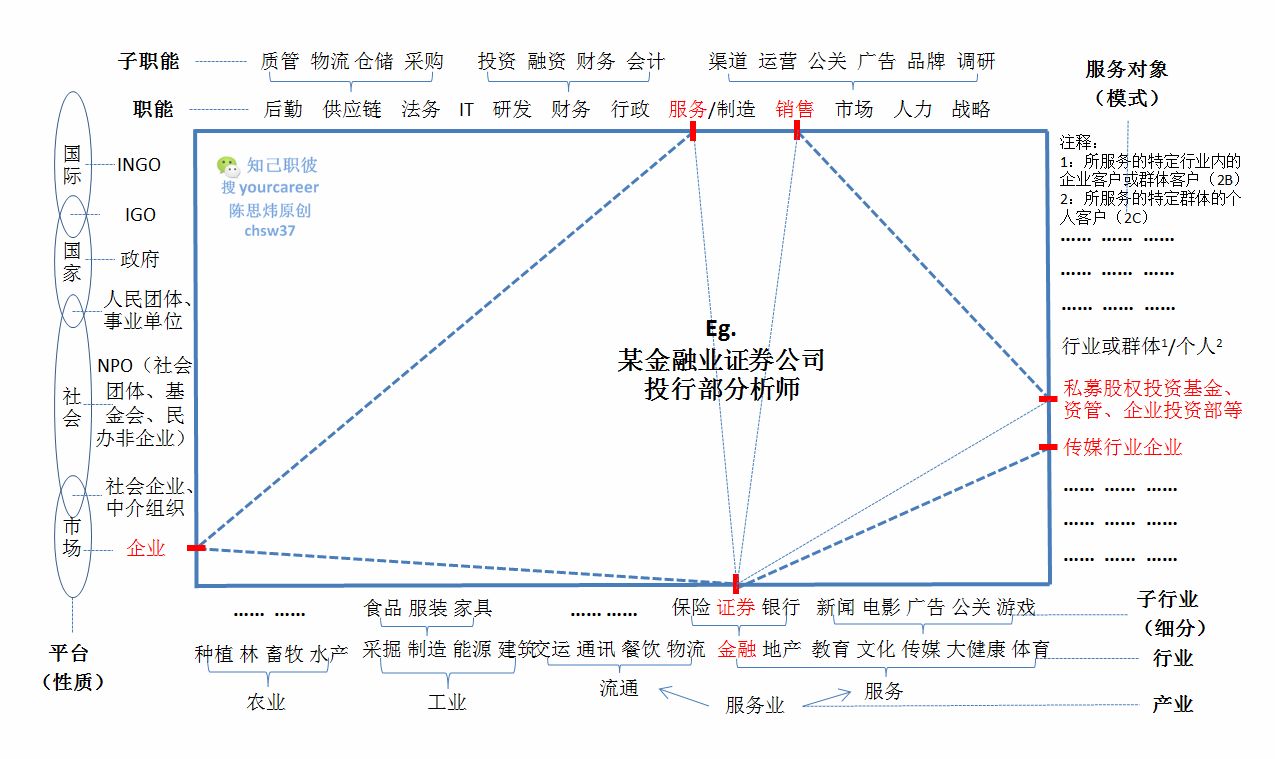 子职能 质管 物流 仓储 采购 投资 融资 财务 会计 渠道 运营 公关 广告 品牌 调研
职能 后勤 供应链 法务 IT 研发 财务 行政 服务/制造 销售 市场 人力 战略
服务对象
（模式）
注释：
1：所服务的特定行业内的
企业客户或群体客户（2B）
2：所服务的特定群体的个
人客户（2C）
…… …… ……
…… …… ……
…… …… ……
行业或群体¹/个人²
私募股权投资基金、
资管、企业投资部等
传媒行业企业
…… …… ……
…… …… ……
…… …… ……
国际
INGO
IGO
国家
政府
人民团体、
事业单位
社会
NPO（社会
团体、基
金会、民
办非企业）
社会企业、
中介组织
市场
企业
平台
（性质）
知己职彼
搜 yourcareer
陈思炜原创
chsw37
Eg.
某金融业证券公司
投行部分析师
…… …… 食品 服装 家具 …… …… 保险 证券 银行 新闻 电影 广告 公关 游戏
子行业
（细分）
种植 林 畜牧 水产 采掘 制造 能源 建筑 交运 通讯 餐饮 物流 金融 地产 教育 文化 传媒 大健康 体育
行业
农业 工业 流通 服务业 服务
产业